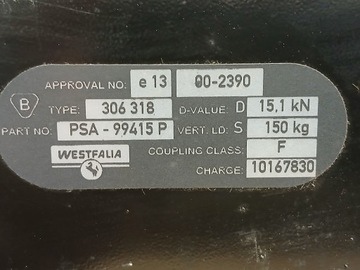 APPROVAL NO: e 13 00-2390
B TYPE: 306 318 D-VALUE: D 15,1 kN
PART NO: PSA - 99415 P VERT. LD: S 150 kg
WESTFALIA COUPLING CLASS: F
CHARGE: 10167830